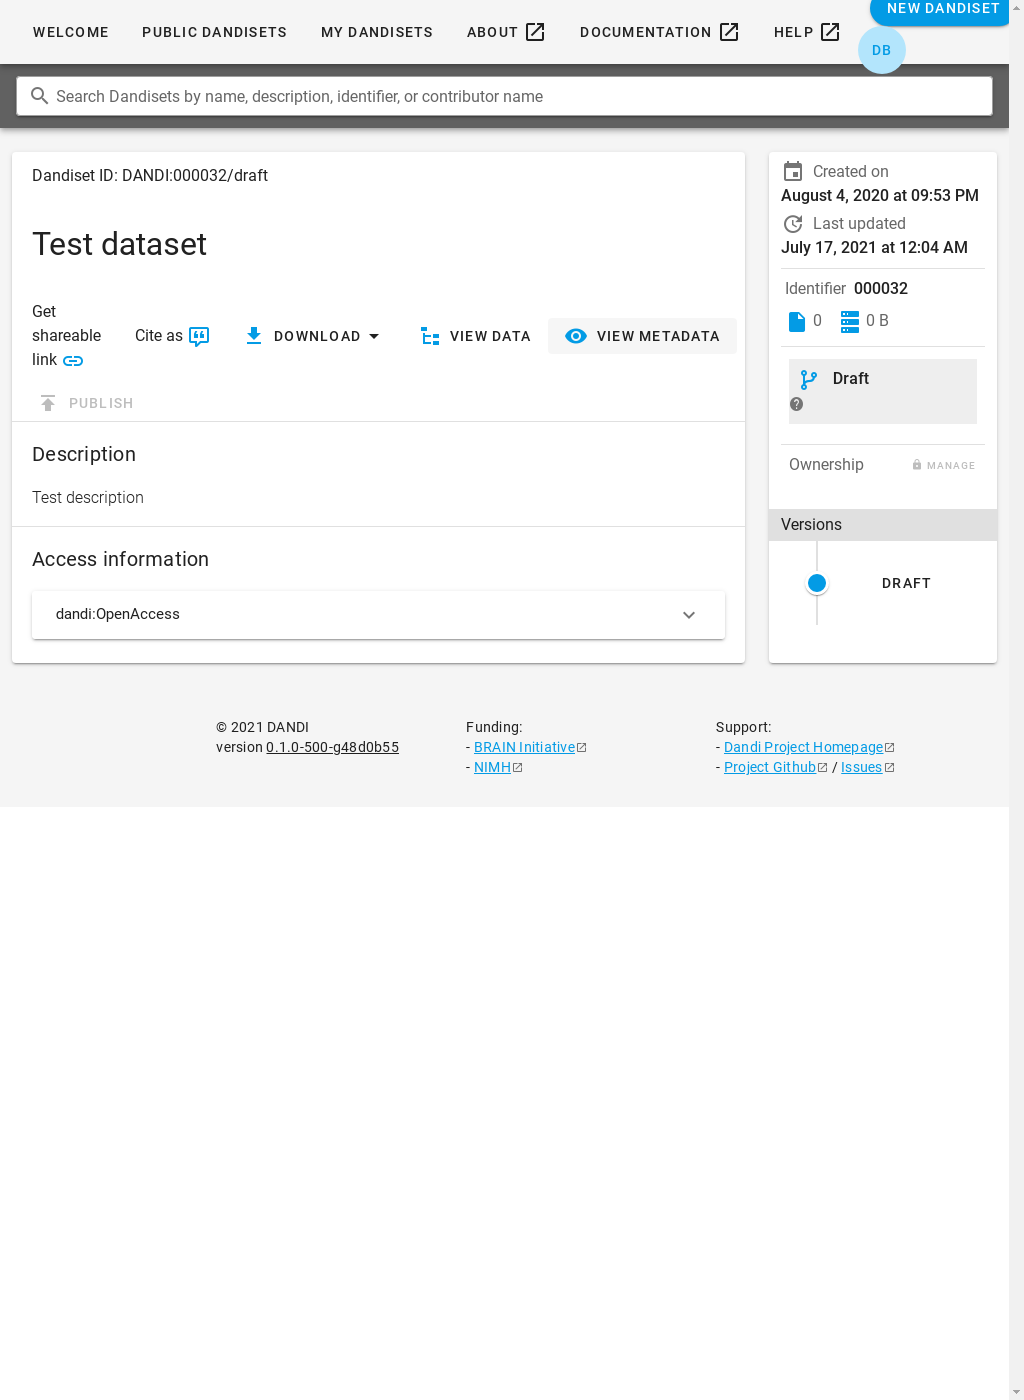 WELCOME PUBLIC DANDISETS MY DANDISETS ABOUT DOCUMENTATION HELP NEW DANDISET
DB
Search Dandisets by name, description, identifier, or contributor name
Dandiset ID: DANDI:000032/draft
Test dataset
Get
shareable
link
Cite as
DOWNLOAD
VIEW DATA
VIEW METADATA
PUBLISH
Description
Test description
Access information
dandi:OpenAccess
Created on
August 4, 2020 at 09:53 PM
Last updated
July 17, 2021 at 12:04 AM
Identifier 000032
0 0 B
Draft
Ownership MANAGE
Versions
DRAFT
© 2021 DANDI
version 0.1.0-500-g48d0b55
Funding:
- BRAIN Initiative
- NIMH
Support:
- Dandi Project Homepage
- Project Github / Issues